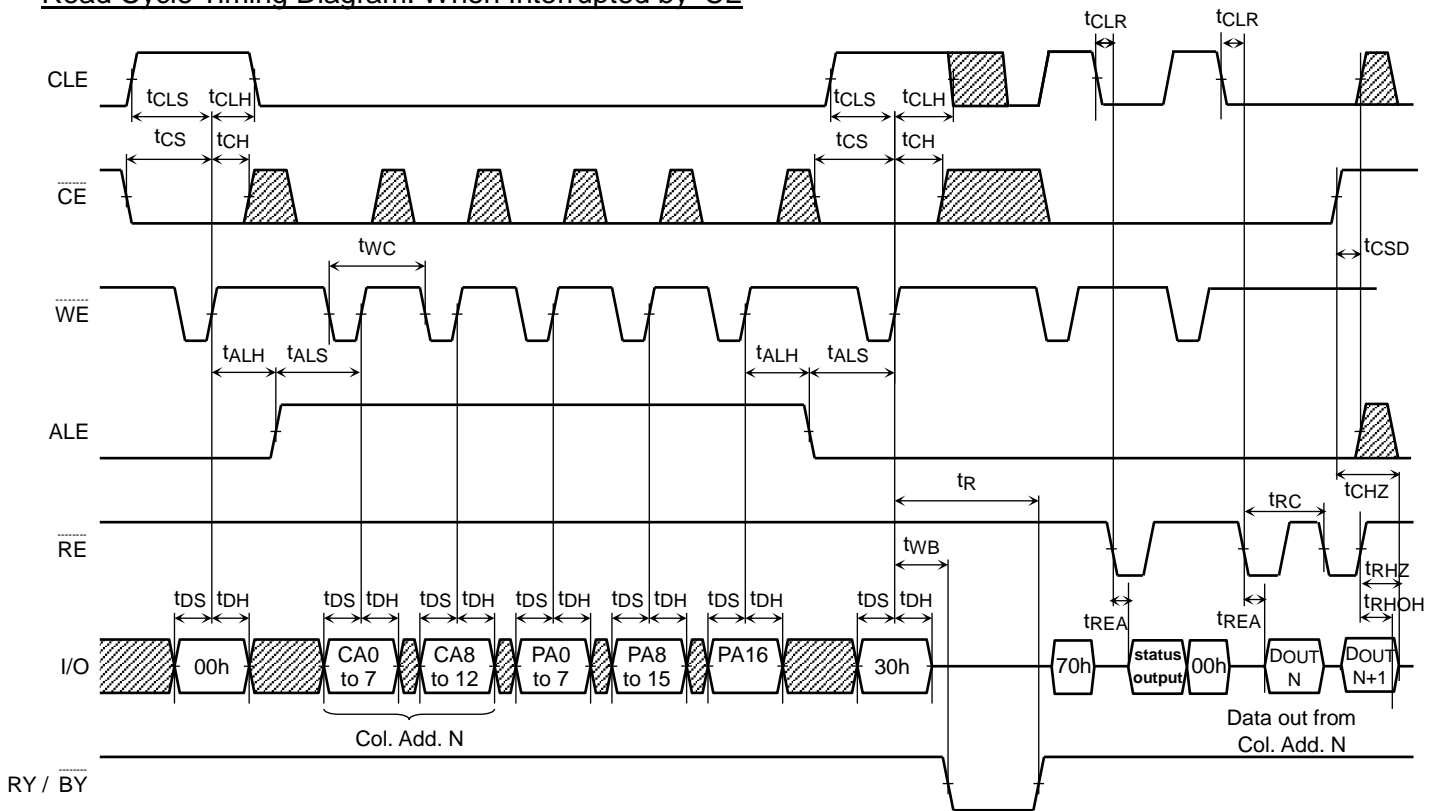 Read Cycle Timing Diagram: When Interrupted by CE
tCLR tCLR
CLE
tCLS tCLH tCLS tCLH
tCS tCH tCS tCH
CE
tWC tCSD
WE
tALH tALS tALH tALS
ALE
tR tCHZ
tRC
RE
tWB
tRHZ
tDS tDH tDS tDH tDS tDH tDS tDH tDS tDH tDS tDH tDS tDH tRHOH
tREA tREA
I/O 00h CA0 to 7 CA8 to 12 PA0 to 7 PA8 to 15 PA16 30h 70h status output 00h DOUT N DOUT N+1
Col. Add. N
Data out from
Col. Add. N
RY / BY